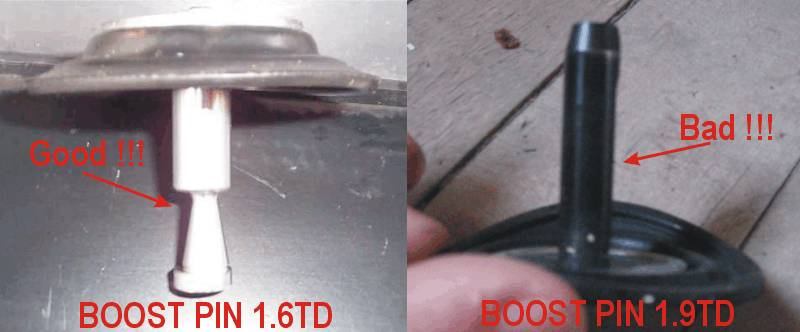 Good !!!
BOOST PIN 1.6TD
Bad !!!
BOOST PIN 1.9TD